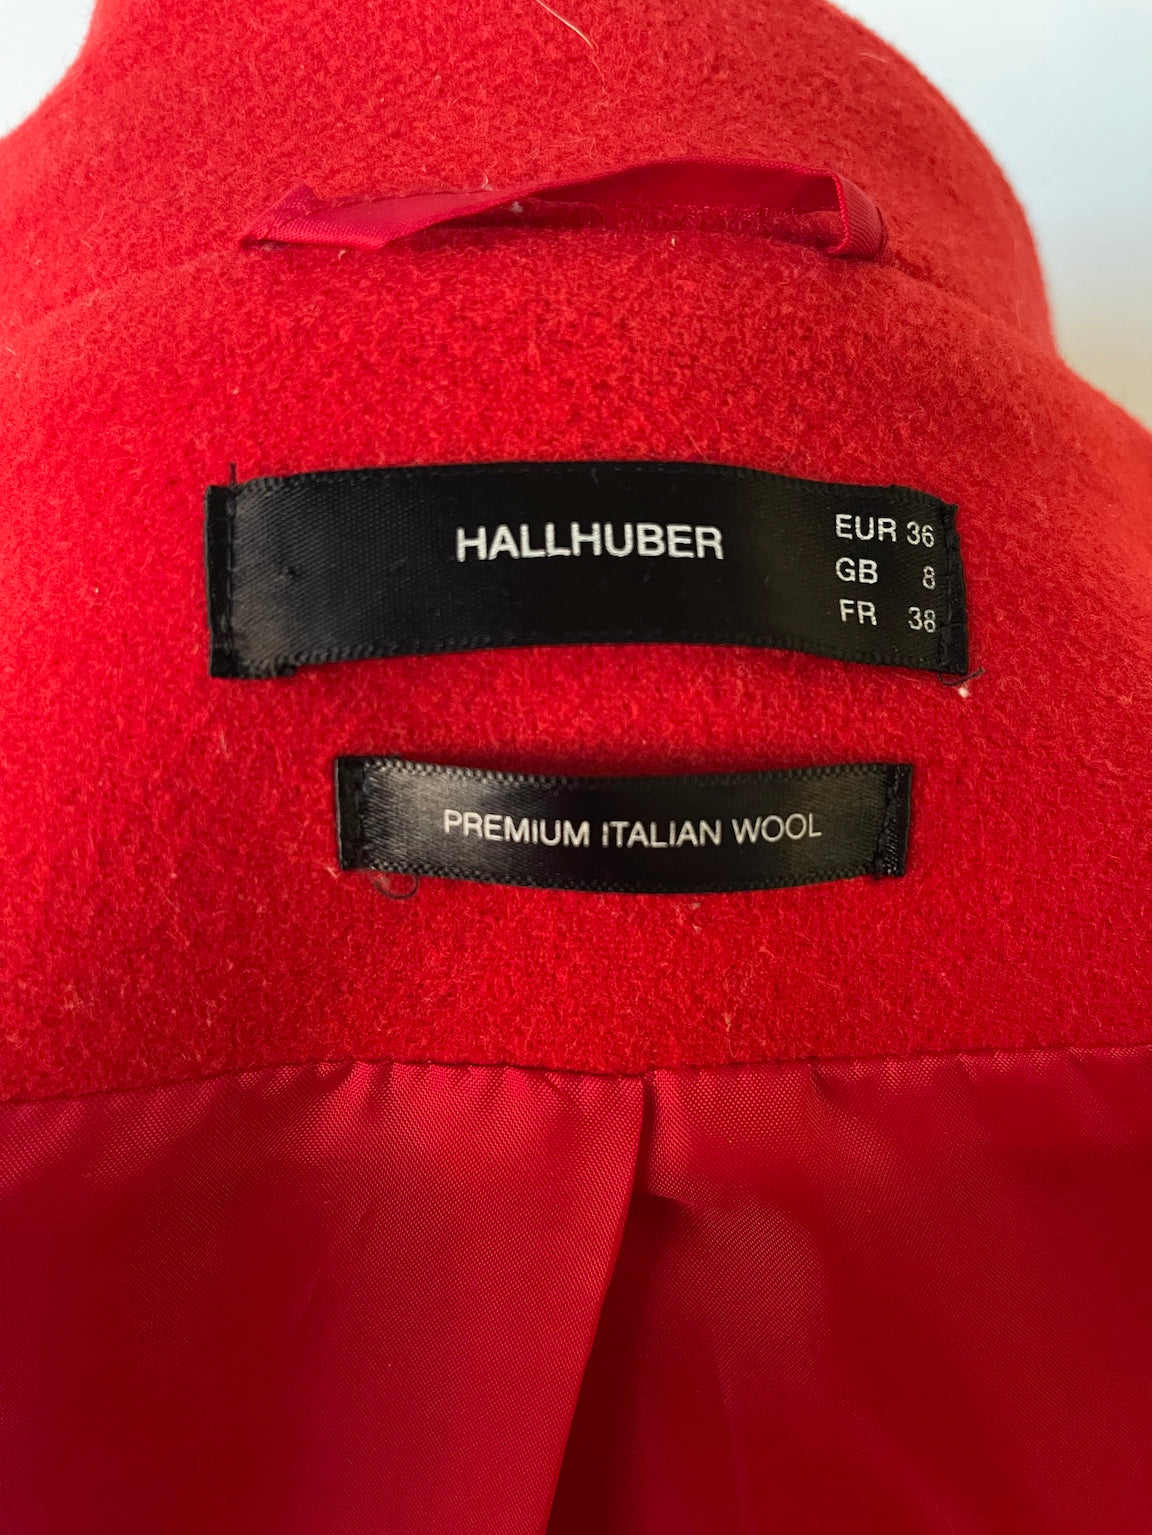 HALLHUBER
EUR 36
GB 8
FR 38
PREMIUM ITALIAN WOOL